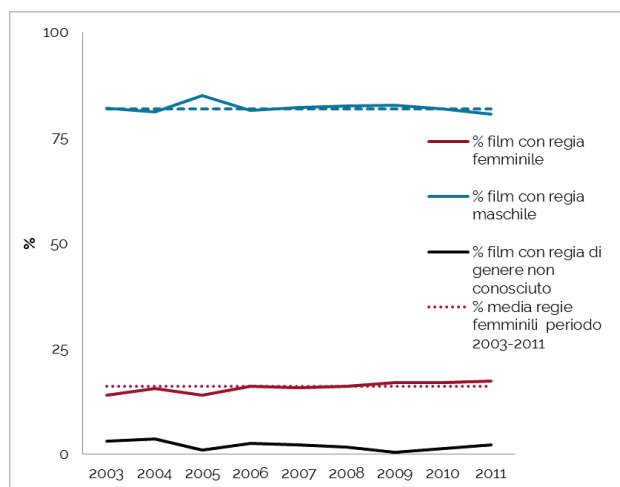 100
75
50
25
0
%
2003 2004 2005 2006 2007 2008 2009 2010 2011
% film con regia
femminile
% film con regia
maschile
% film con regia di
genere non
conosciuto
% media regie
femminili periodo
2003-2011